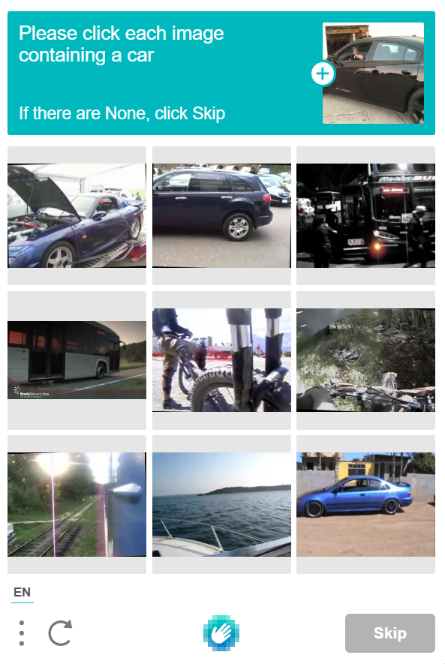 Please click each image
containing a car
If there are None, click Skip
EN
Skip